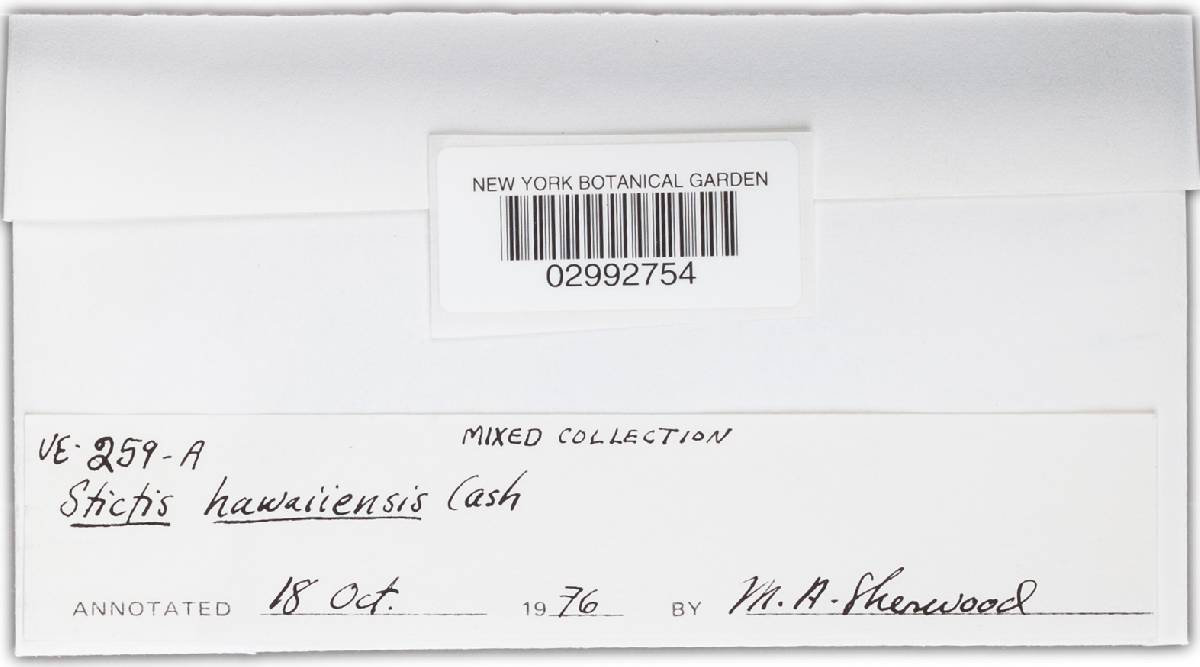 NEW YORK BOTANICAL GARDEN
02992754
VE-259-A MIXED COLLECTION
Stictis hawaiiensis Cash
ANNOTATED 18 Oct. 1976 BY M. A. Sherwood